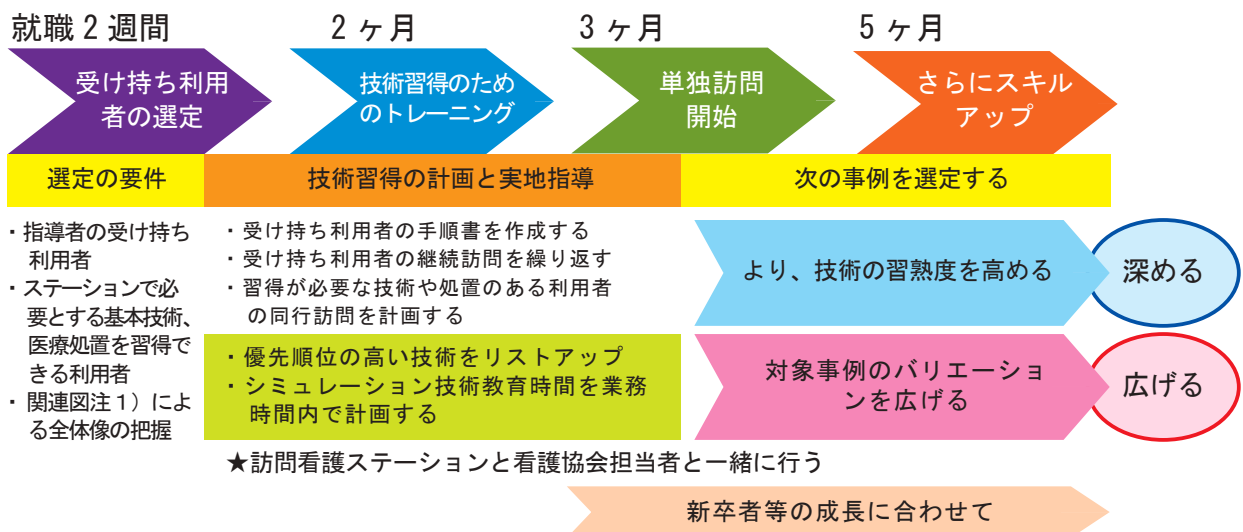 就職２週間
２ヶ月
３ヶ月
５ヶ月
受け持ち利用
者の選定
技術習得のため
のトレーニング
単独訪問
開始
さらにスキル
アップ
選定の要件
技術習得の計画と実地指導
次の事例を選定する
・指導者の受け持ち
利用者
・ステーションで必
要とする基本技術、
医療処置を習得で
きる利用者
・関連図注１）によ
る全体像の把握
・受け持ち利用者の手順書を作成する
・受け持ち利用者の継続訪問を繰り返す
・習得が必要な技術や処置のある利用者
の同行訪問を計画する
・優先順位の高い技術をリストアップ
・シミュレーション技術教育時間を業務
時間内で計画する
より、技術の習熟度を高める
深める
対象事例のバリエーショ
ンを広げる
広げる
★訪問看護ステーションと看護協会担当者と一緒に行う
新卒者等の成長に合わせて